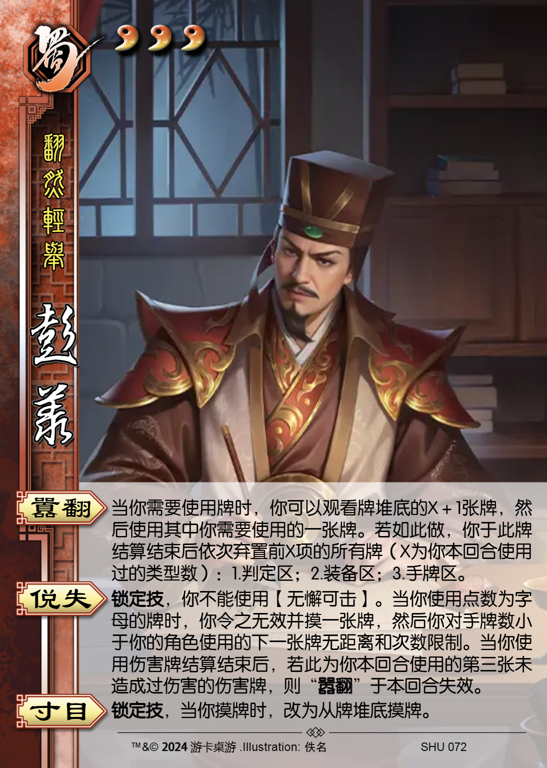 蜀
翻然輕舉
彭羕
囂翻
当你需要使用牌时，你可以观看牌堆底的X+1张牌，然
后使用其中你需要使用的一张牌。若如此做，你于此牌
结算结束后依次弃置前X项的所有牌（X为你本回合使用
过的类型数）：1.判定区；2.装备区；3.手牌区。
侻失
锁定技，你不能使用【无懈可击】。当你使用点数为字
母的牌时，你令之无效并摸一张牌，然后你对手牌数小
于你的角色使用的下一张牌无距离和次数限制。当你使
用伤害牌结算结束后，若此为你本回合使用的第三张未
造成过伤害的伤害牌，则“囂翻”于本回合失效。
寸目
锁定技，当你摸牌时，改为从牌堆底摸牌。
™&© 2024 游卡桌游 .Illustration: 佚名
SHU 072